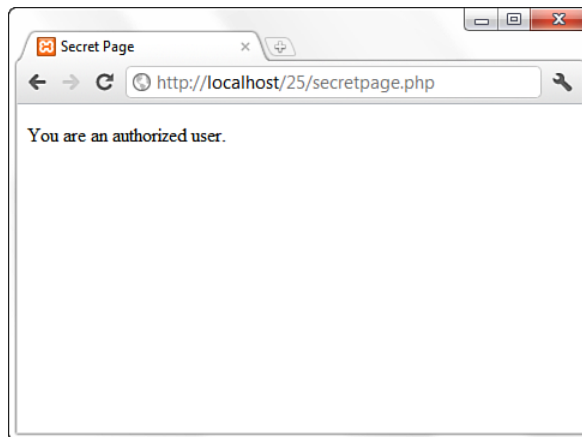 Secret Page
http://localhost/25/secretpage.php
You are an authorized user.